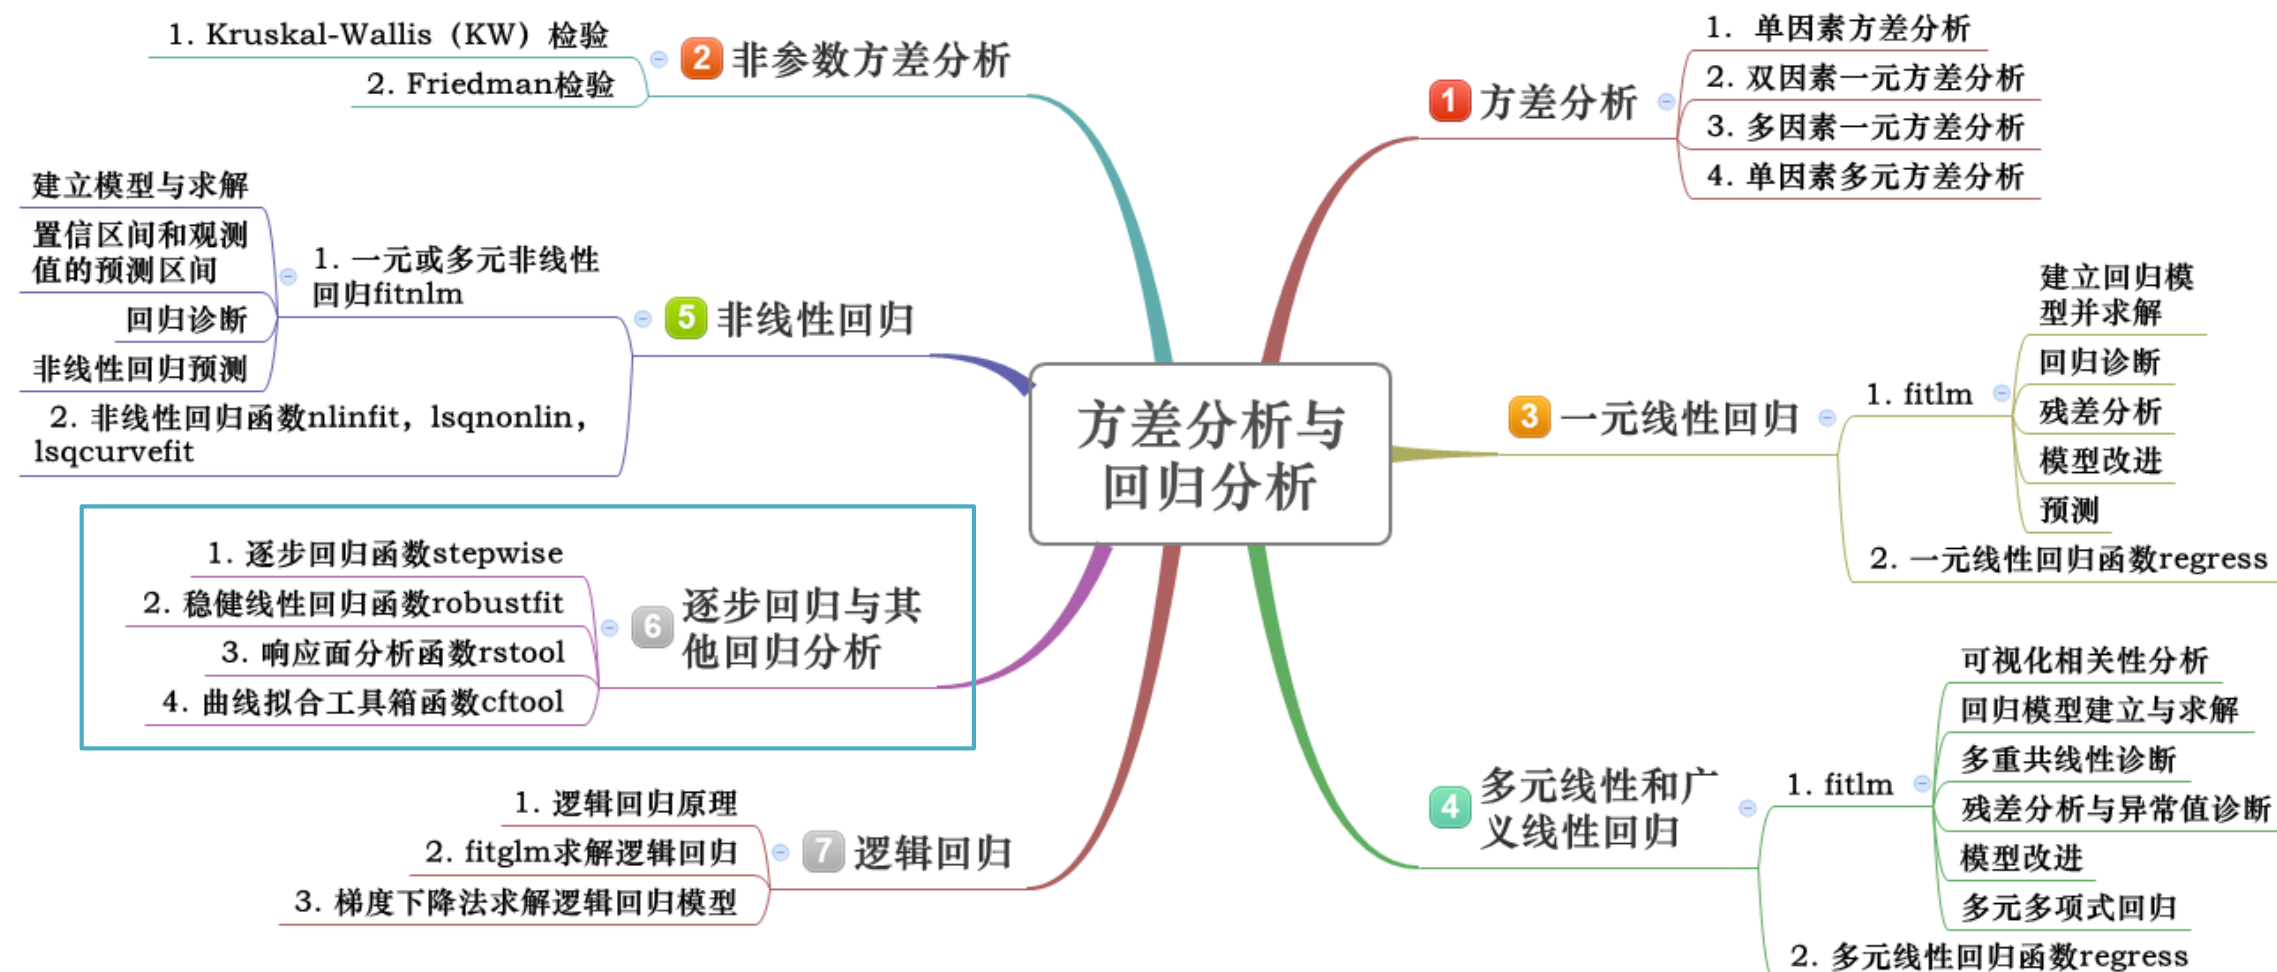 方差分析与
回归分析
1 方差分析
1. 单因素方差分析
2. 双因素一元方差分析
3. 多因素一元方差分析
4. 单因素多元方差分析
2 非参数方差分析
1. Kruskal-Wallis（KW）检验
2. Friedman检验
3 一元线性回归
1. fitlm
建立回归模
型并求解
回归诊断
残差分析
模型改进
预测
2. 一元线性回归函数regress
4 多元线性和广
义线性回归
1. fitlm
可视化相关性分析
回归模型建立与求解
多重共线性诊断
残差分析与异常值诊断
模型改进
多元多项式回归
2. 多元线性回归函数regress
5 非线性回归
1. 一元或多元非线性
回归fitnlm
建立模型与求解
置信区间和观测
值的预测区间
回归诊断
非线性回归预测
2. 非线性回归函数nlinfit，lsqnonlin，
lsqcurvefit
6 逐步回归与其
他回归分析
1. 逐步回归函数stepwise
2. 稳健线性回归函数robustfit
3. 响应面分析函数rstool
4. 曲线拟合工具箱函数cftool
7 逻辑回归
1. 逻辑回归原理
2. fitglm求解逻辑回归
3. 梯度下降法求解逻辑回归模型